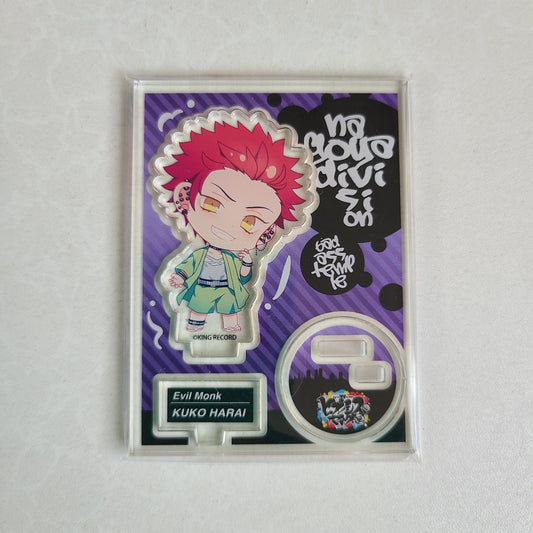 na
goya
divi
si
on
bad
ass
temp
le
©KING RECORD
Evil Monk
KUKO HARAI